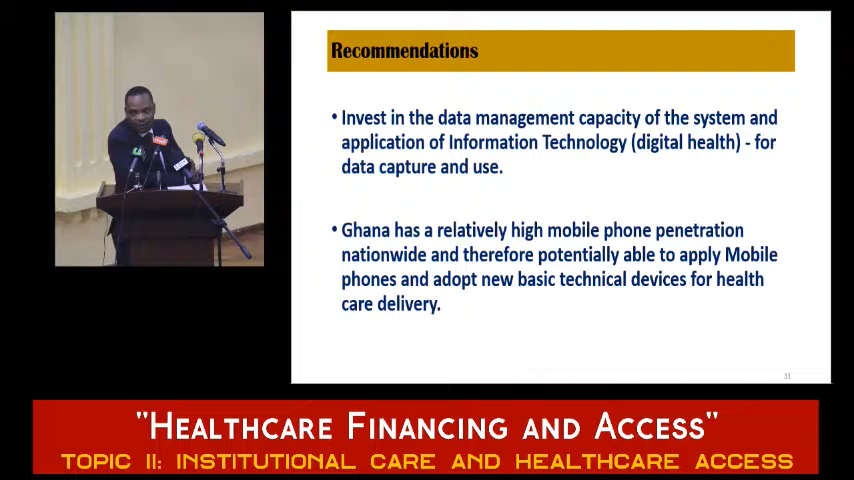 Recommendations
• Invest in the data management capacity of the system and
application of Information Technology (digital health) - for
data capture and use.
• Ghana has a relatively high mobile phone penetration
nationwide and therefore potentially able to apply Mobile
phones and adopt new basic technical devices for health
care delivery.
31
"HEALTHCARE FINANCING AND ACCESS"
TOPIC II: INSTITUTIONAL CARE AND HEALTHCARE ACCESS